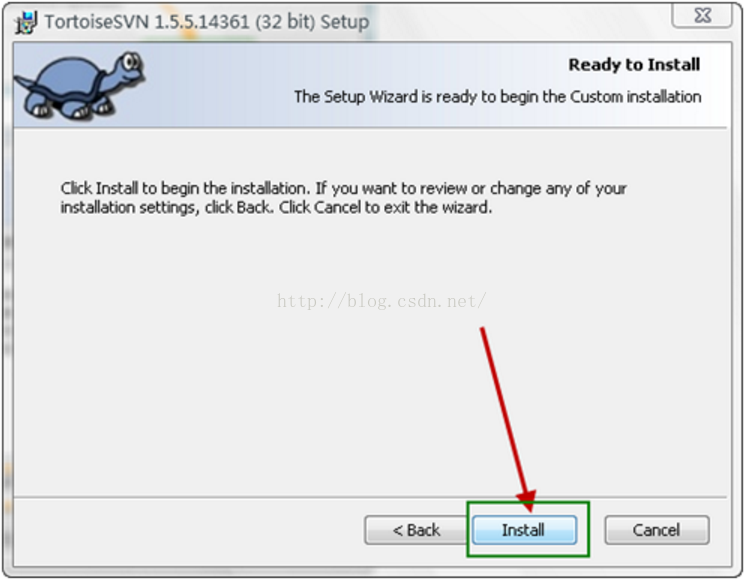 TortoiseSVN 1.5.5.14361 (32 bit) Setup
Ready to Install
The Setup Wizard is ready to begin the Custom installation
Click Install to begin the installation. If you want to review or change any of your
installation settings, click Back. Click Cancel to exit the wizard.
http://blog.csdn.net/
< Back Install Cancel